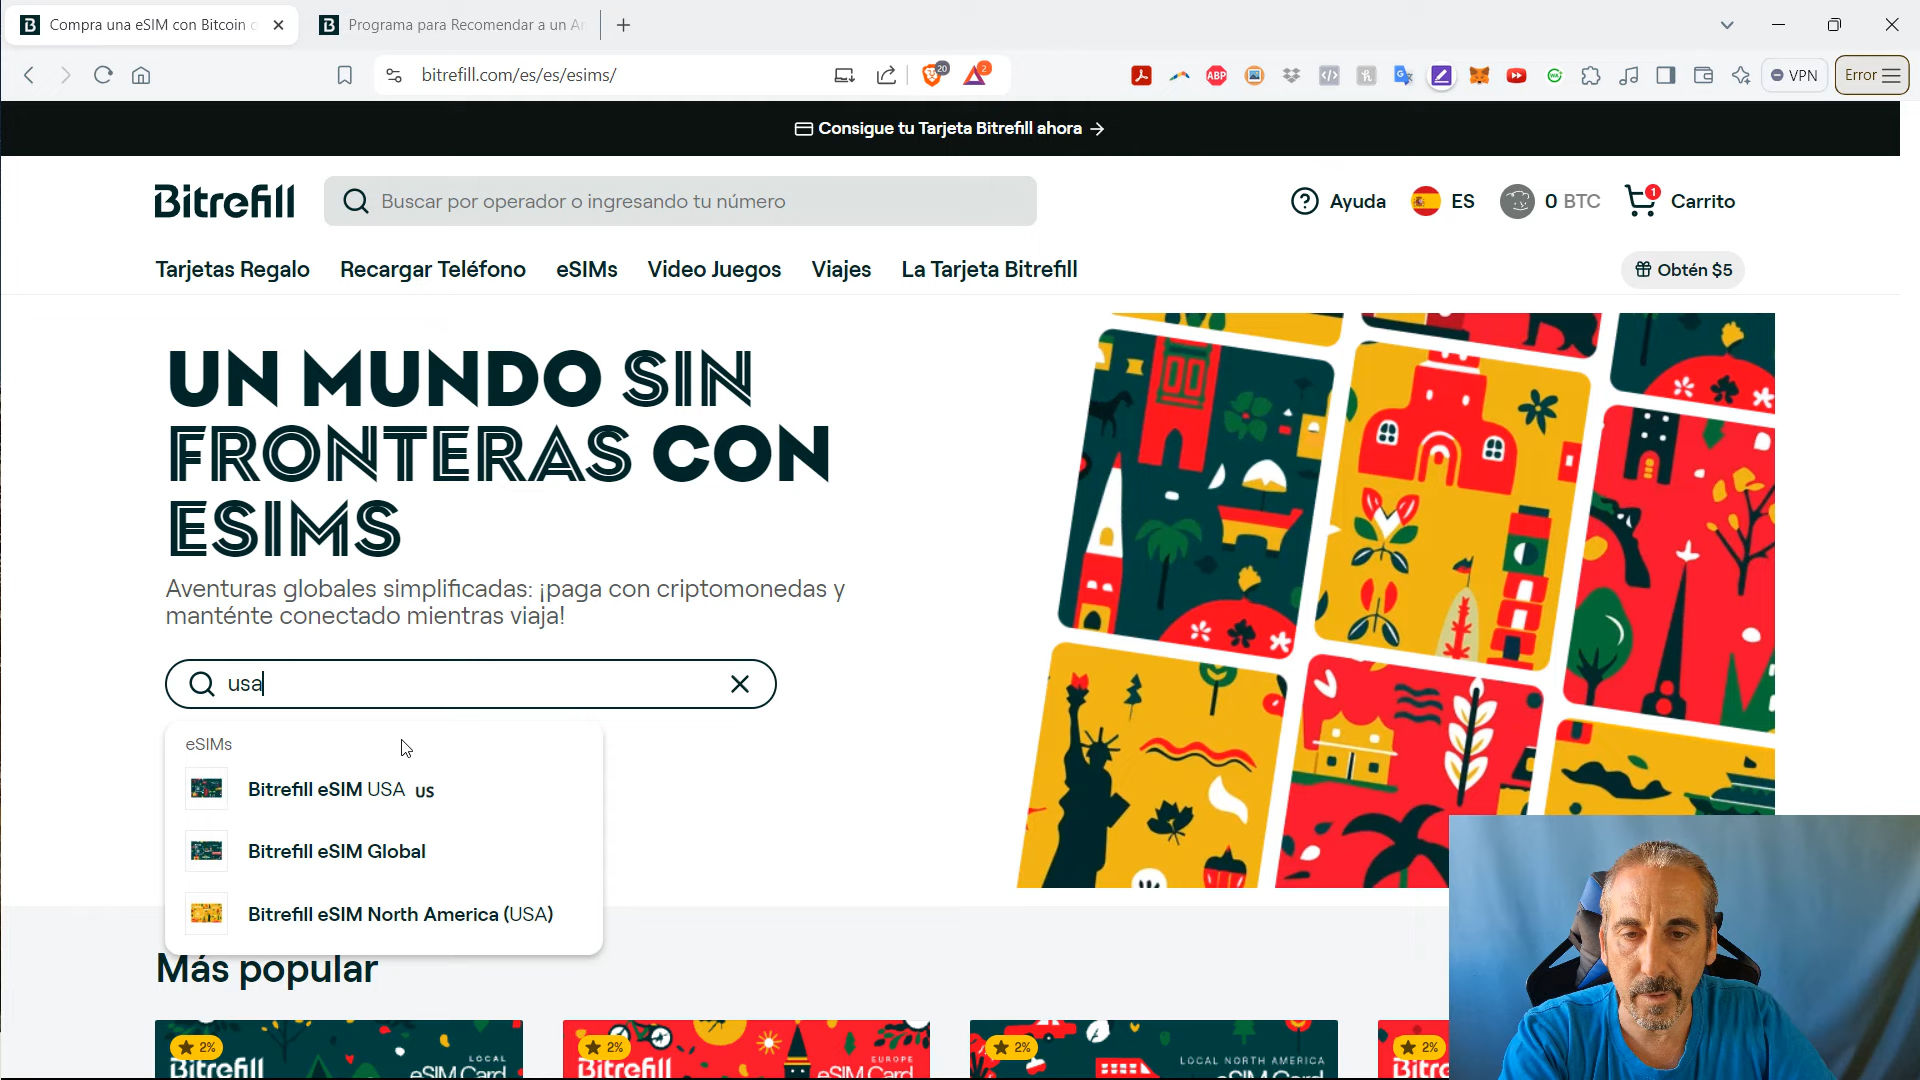 Compra una eSIM con Bitcoin
Programa para Recomendar a un
bitrefill.com/es/es/esims/
20
2
ABP
VPN
Error
Consigue tu Tarjeta Bitrefill ahora →
Bitrefill
Buscar por operador o ingresando tu número
Ayuda
ES
0 BTC
1
Carrito
Tarjetas Regalo
Recargar Teléfono
eSIMs
Video Juegos
Viajes
La Tarjeta Bitrefill
Obtén $5
UN MUNDO SIN
FRONTERAS CON
ESIMS
Aventuras globales simplificadas: ¡paga con criptomonedas y
manténte conectado mientras viaja!
usa
eSIMs
Bitrefill eSIM USA US
Bitrefill eSIM Global
Bitrefill eSIM North America (USA)
Más popular
2%
LOCAL
Bitrefill
eSIM Card
2%
EUROPE
Bitrefill
eSIM Card
2%
LOCAL NORTH AMERICA
2%